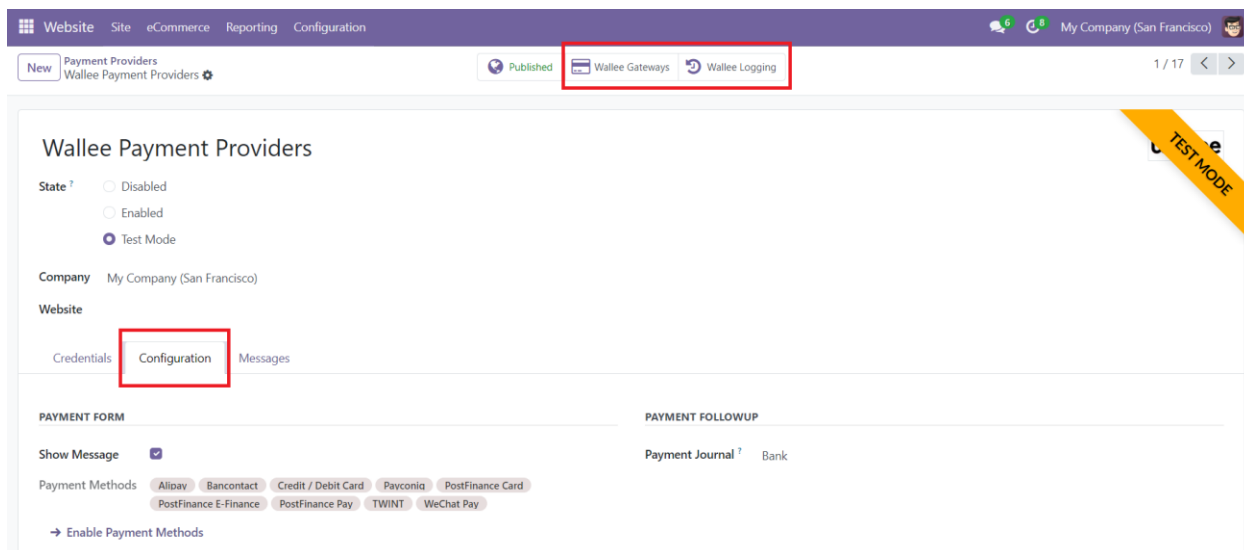 Website Site eCommerce Reporting Configuration 6 8 My Company (San Francisco)
New Payment Providers Published Wallee Gateways Wallee Logging 1 / 17
Wallee Payment Providers
Wallee Payment Providers
TEST MODE
State ? Disabled
Enabled
Test Mode
Company My Company (San Francisco)
Website
Credentials Configuration Messages
PAYMENT FORM PAYMENT FOLLOWUP
Show Message Payment Journal ? Bank
Payment Methods Alipay Bancontact Credit / Debit Card Payconiq PostFinance Card
PostFinance E-Finance PostFinance Pay TWINT WeChat Pay
→ Enable Payment Methods